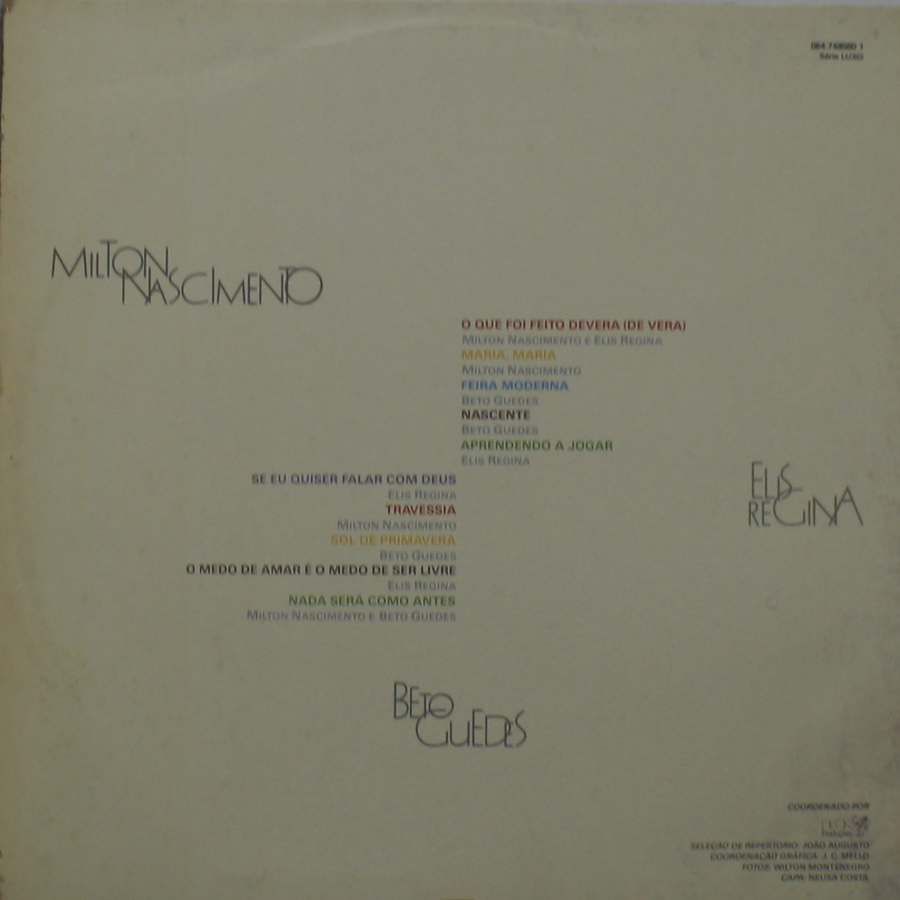 064 748560 1
Série LUXO
MILTON
NASCIMENTO
O QUE FOI FEITO DEVERA (DE VERA)
MILTON NASCIMENTO E ELIS REGINA
MARIA, MARIA
MILTON NASCIMENTO
FEIRA MODERNA
BETO GUEDES
NASCENTE
BETO GUEDES
APRENDENDO A JOGAR
ELIS REGINA
ELIS
REGINA
SE EU QUISER FALAR COM DEUS
ELIS REGINA
TRAVESSIA
MILTON NASCIMENTO
SOL DE PRIMAVERA
BETO GUEDES
O MEDO DE AMAR É O MEDO DE SER LIVRE
ELIS REGINA
NADA SERÁ COMO ANTES
MILTON NASCIMENTO E BETO GUEDES
BETO
GUEDES
COORDENADO POR
Produções
SELEÇÃO DE REPERTÓRIO: JOÃO AUGUSTO
COORDENAÇÃO GRÁFICA: J. C. MELLO
FOTOS: WILTON MONTENEGRO
CAPA: NEUSA COSTA